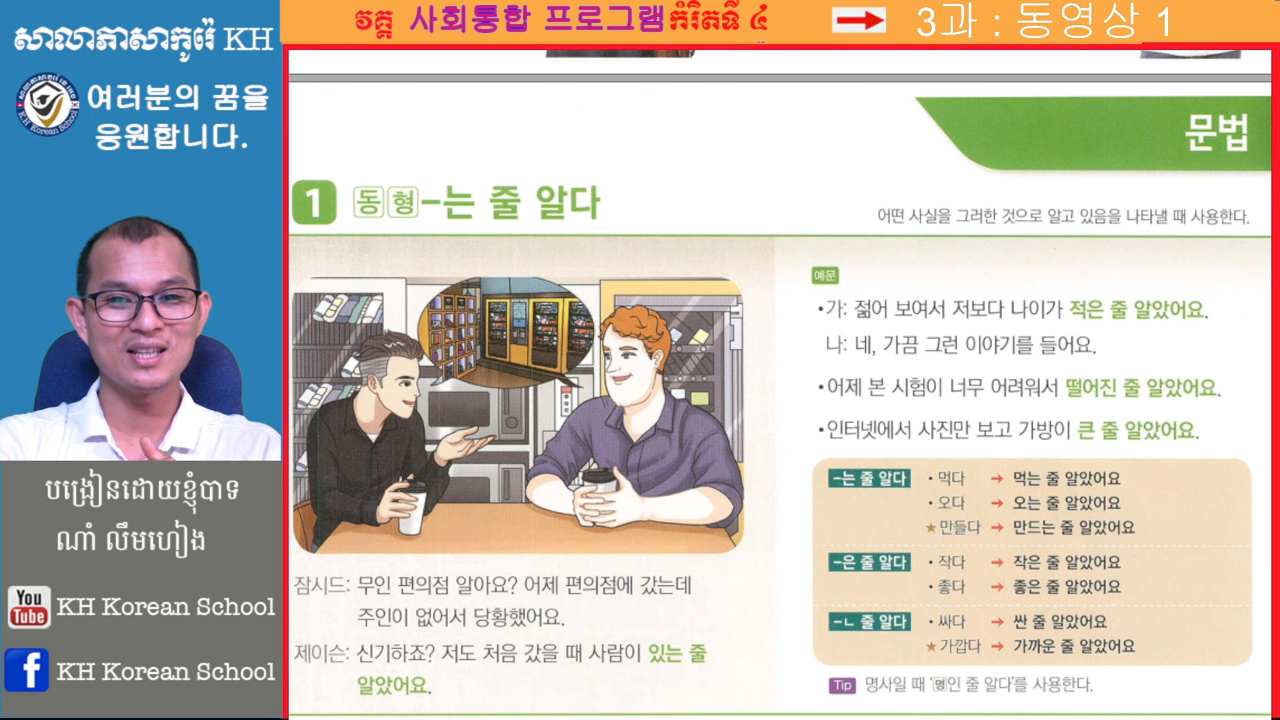 សាលាភាសាកូរ៉េ KH
여러분의 꿈을
응원합니다.
វគ្គ 사회통합 프로그램 កំរិតទី ៤
3과 : 동영상 1
문법
1 동 형 -는 줄 알다
어떤 사실을 그러한 것으로 알고 있음을 나타낼 때 사용한다.
잠시드: 무인 편의점 알아요? 어제 편의점에 갔는데
주인이 없어서 당황했어요.
제이슨: 신기하죠? 저도 처음 갔을 때 사람이 있는 줄
알았어요.
예문
•가: 젊어 보여서 저보다 나이가 적은 줄 알았어요.
나: 네, 가끔 그런 이야기를 들어요.
•어제 본 시험이 너무 어려워서 떨어진 줄 알았어요.
•인터넷에서 사진만 보고 가방이 큰 줄 알았어요.
-는 줄 알다 •먹다 → 먹는 줄 알았어요
•오다 → 오는 줄 알았어요
★만들다 → 만드는 줄 알았어요
-은 줄 알다 •작다 → 작은 줄 알았어요
•좋다 → 좋은 줄 알았어요
-ㄴ 줄 알다 •싸다 → 싼 줄 알았어요
★가깝다 → 가까운 줄 알았어요
Tip 명사일 때 '명인 줄 알다'를 사용한다.
បង្រៀនដោយខ្ញុំបាទ
ណាំ លឹមហៀង
You Tube KH Korean School
f KH Korean School